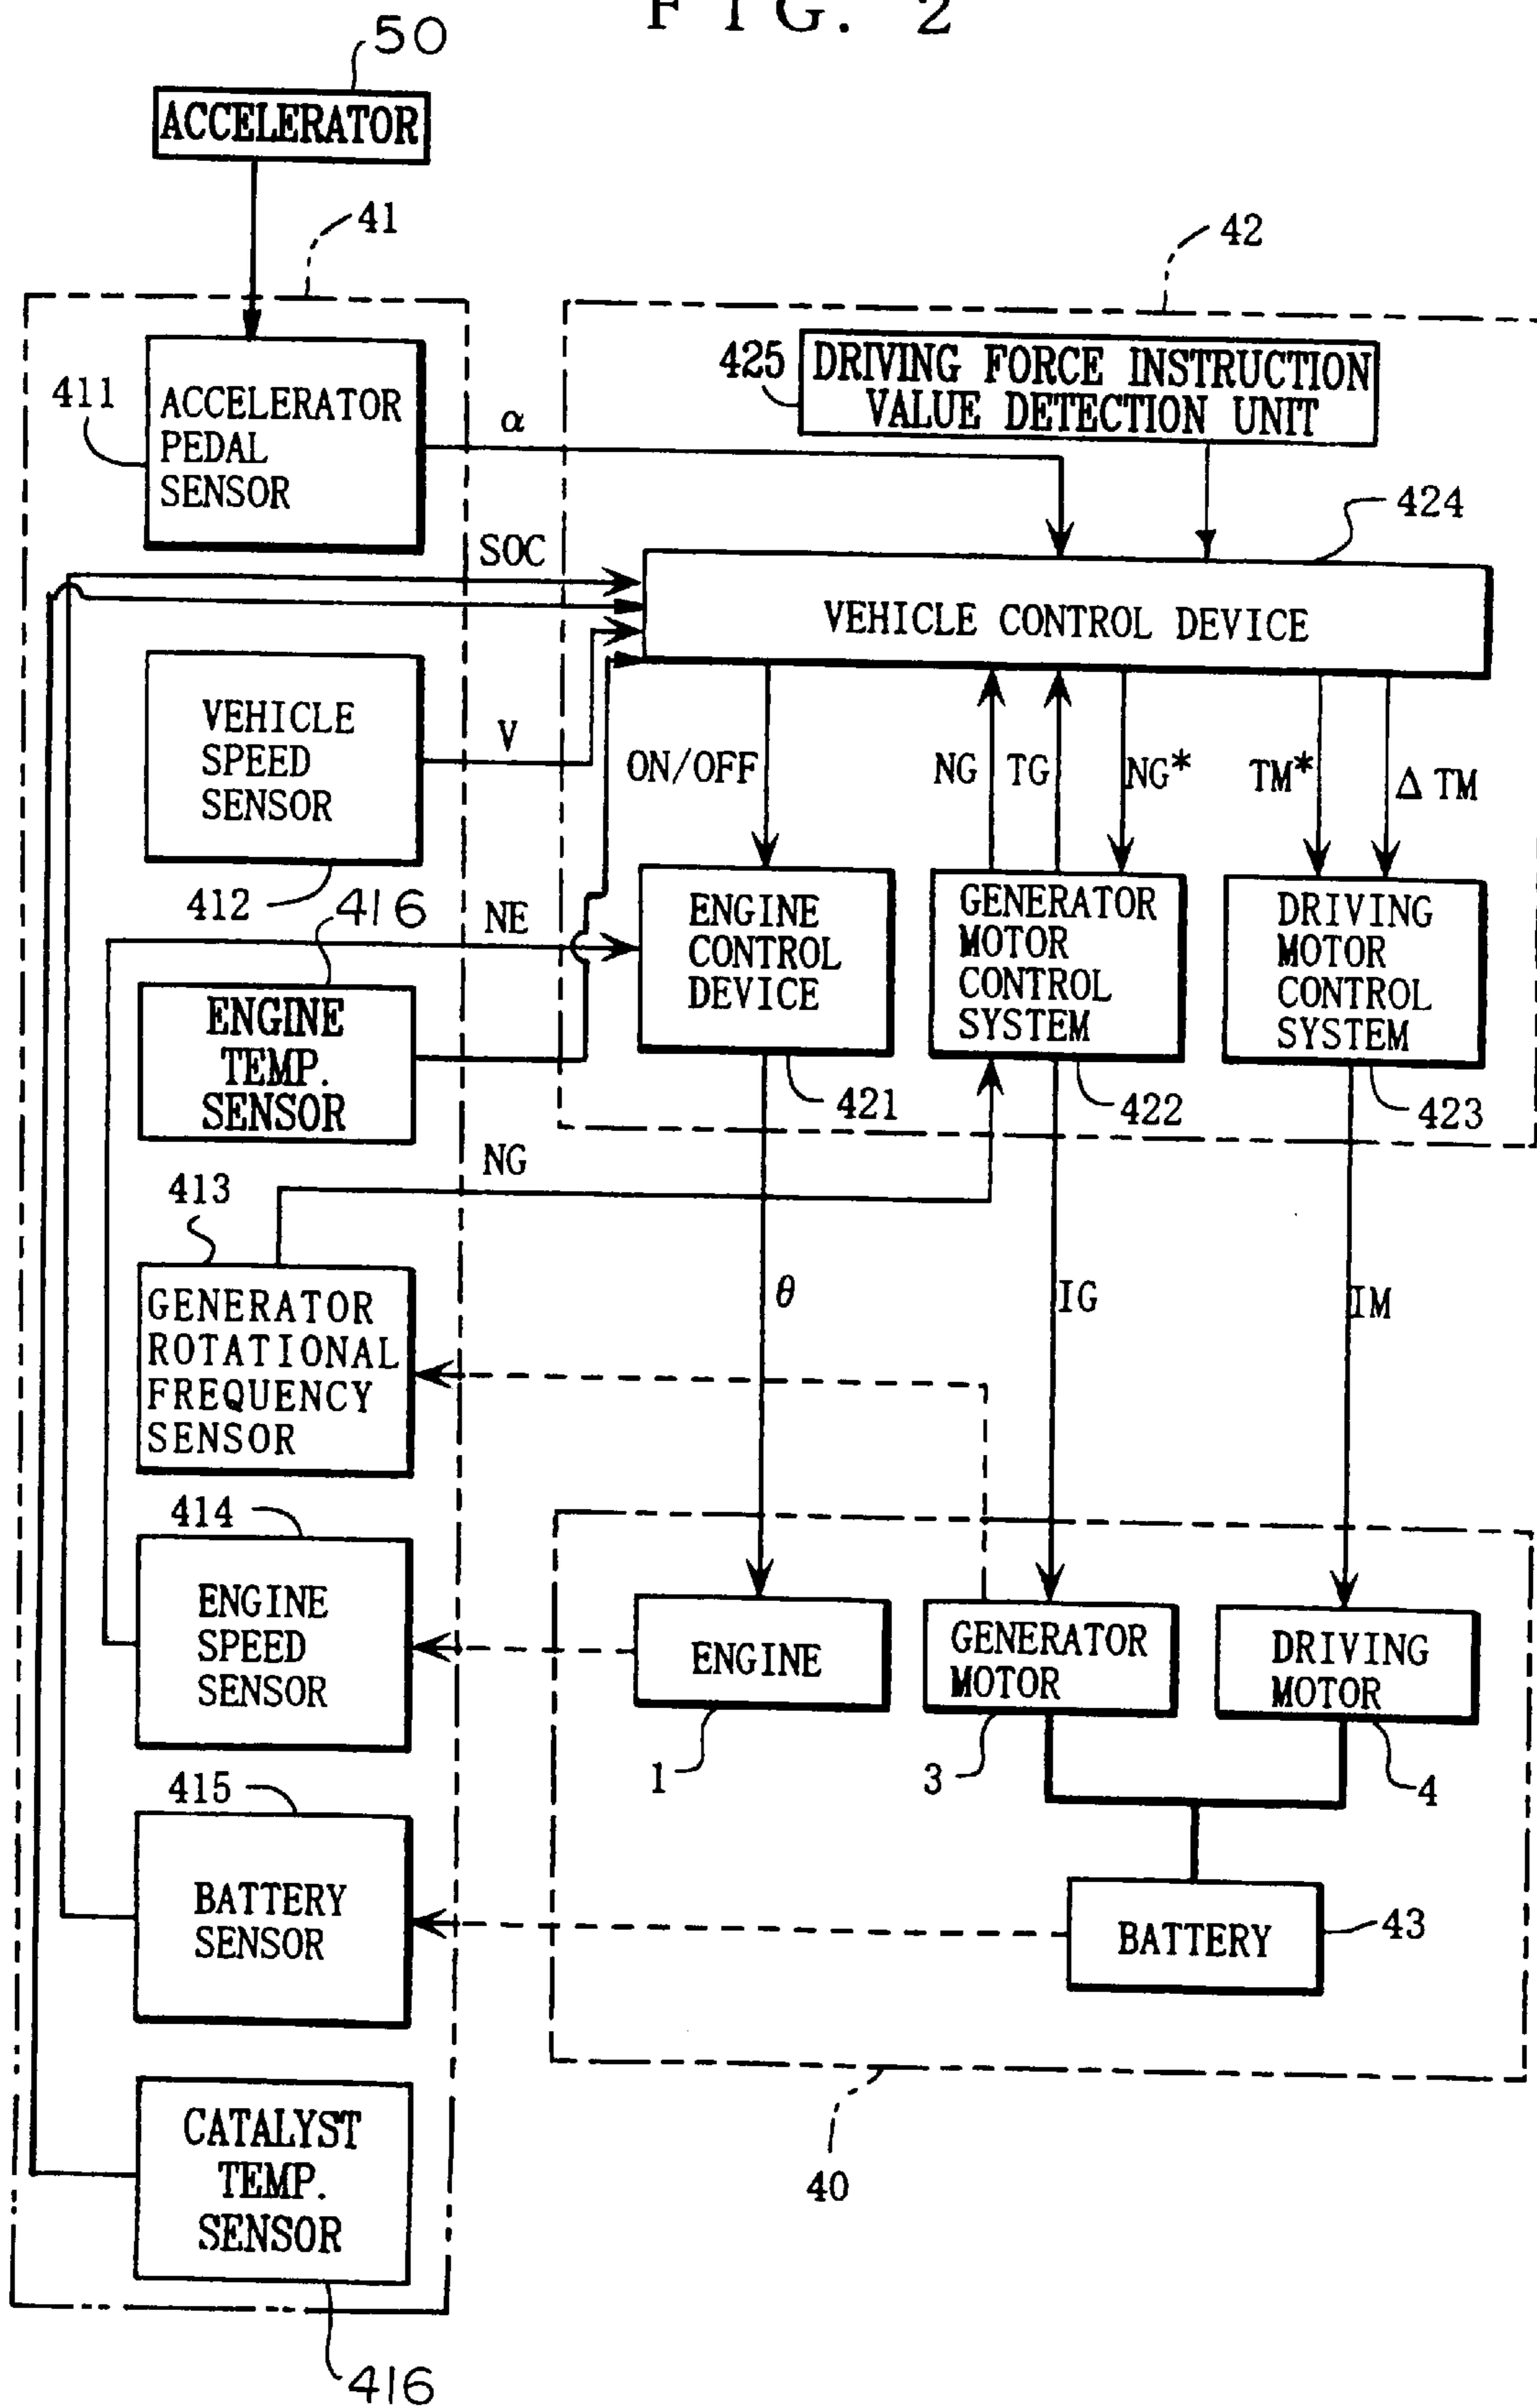 FIG. 2
50
ACCELERATOR
41
42
411
ACCELERATOR
PEDAL
SENSOR
α
425
DRIVING FORCE INSTRUCTION
VALUE DETECTION UNIT
424
SOC
VEHICLE CONTROL DEVICE
VEHICLE
SPEED
SENSOR
412
V
ON/OFF
NG
TG
NG*
TM*
Δ TM
416
NE
ENGINE
TEMP.
SENSOR
ENGINE
CONTROL
DEVICE
421
GENERATOR
MOTOR
CONTROL
SYSTEM
422
DRIVING
MOTOR
CONTROL
SYSTEM
423
NG
413
GENERATOR
ROTATIONAL
FREQUENCY
SENSOR
θ
IG
IM
414
ENGINE
SPEED
SENSOR
ENGINE
1
GENERATOR
MOTOR
3
DRIVING
MOTOR
4
415
BATTERY
SENSOR
BATTERY
43
40
CATALYST
TEMP.
SENSOR
416